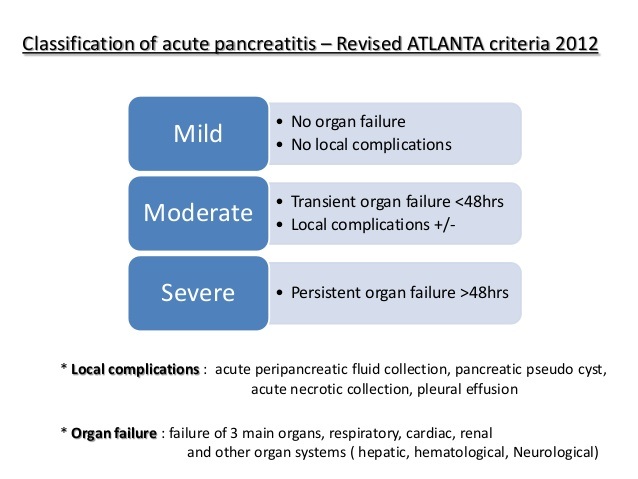 Classification of acute pancreatitis – Revised ATLANTA criteria 2012
Mild
• No organ failure
• No local complications
Moderate
• Transient organ failure <48hrs
• Local complications +/-
Severe
• Persistent organ failure >48hrs
* Local complications : acute peripancreatic fluid collection, pancreatic pseudo cyst,
acute necrotic collection, pleural effusion
* Organ failure : failure of 3 main organs, respiratory, cardiac, renal
and other organ systems ( hepatic, hematological, Neurological)